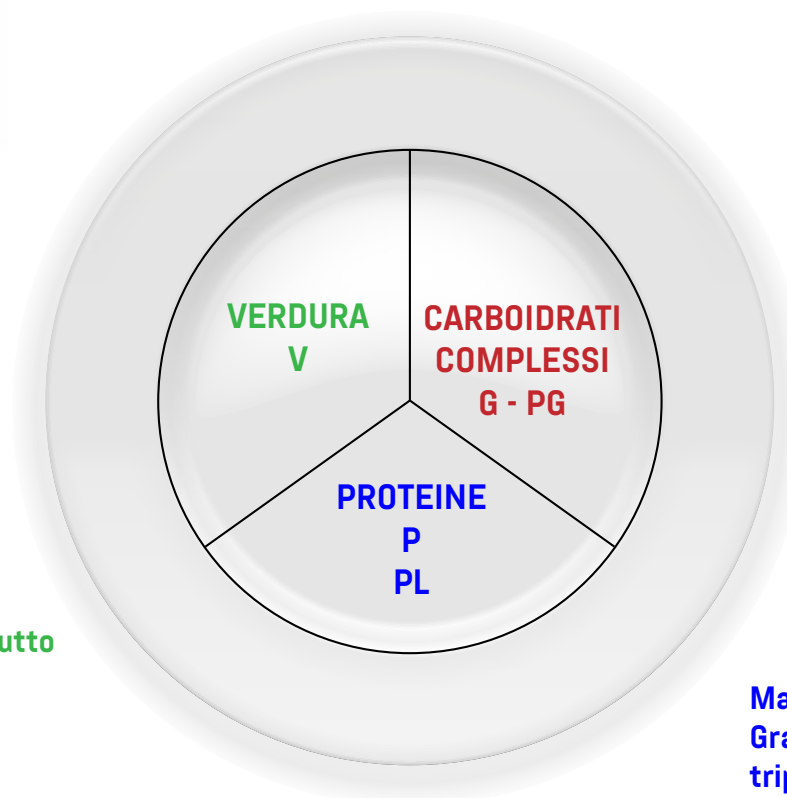 VERDURA
V
CARBOIDRATI
COMPLESSI
G - PG
PROTEINE
P
PL